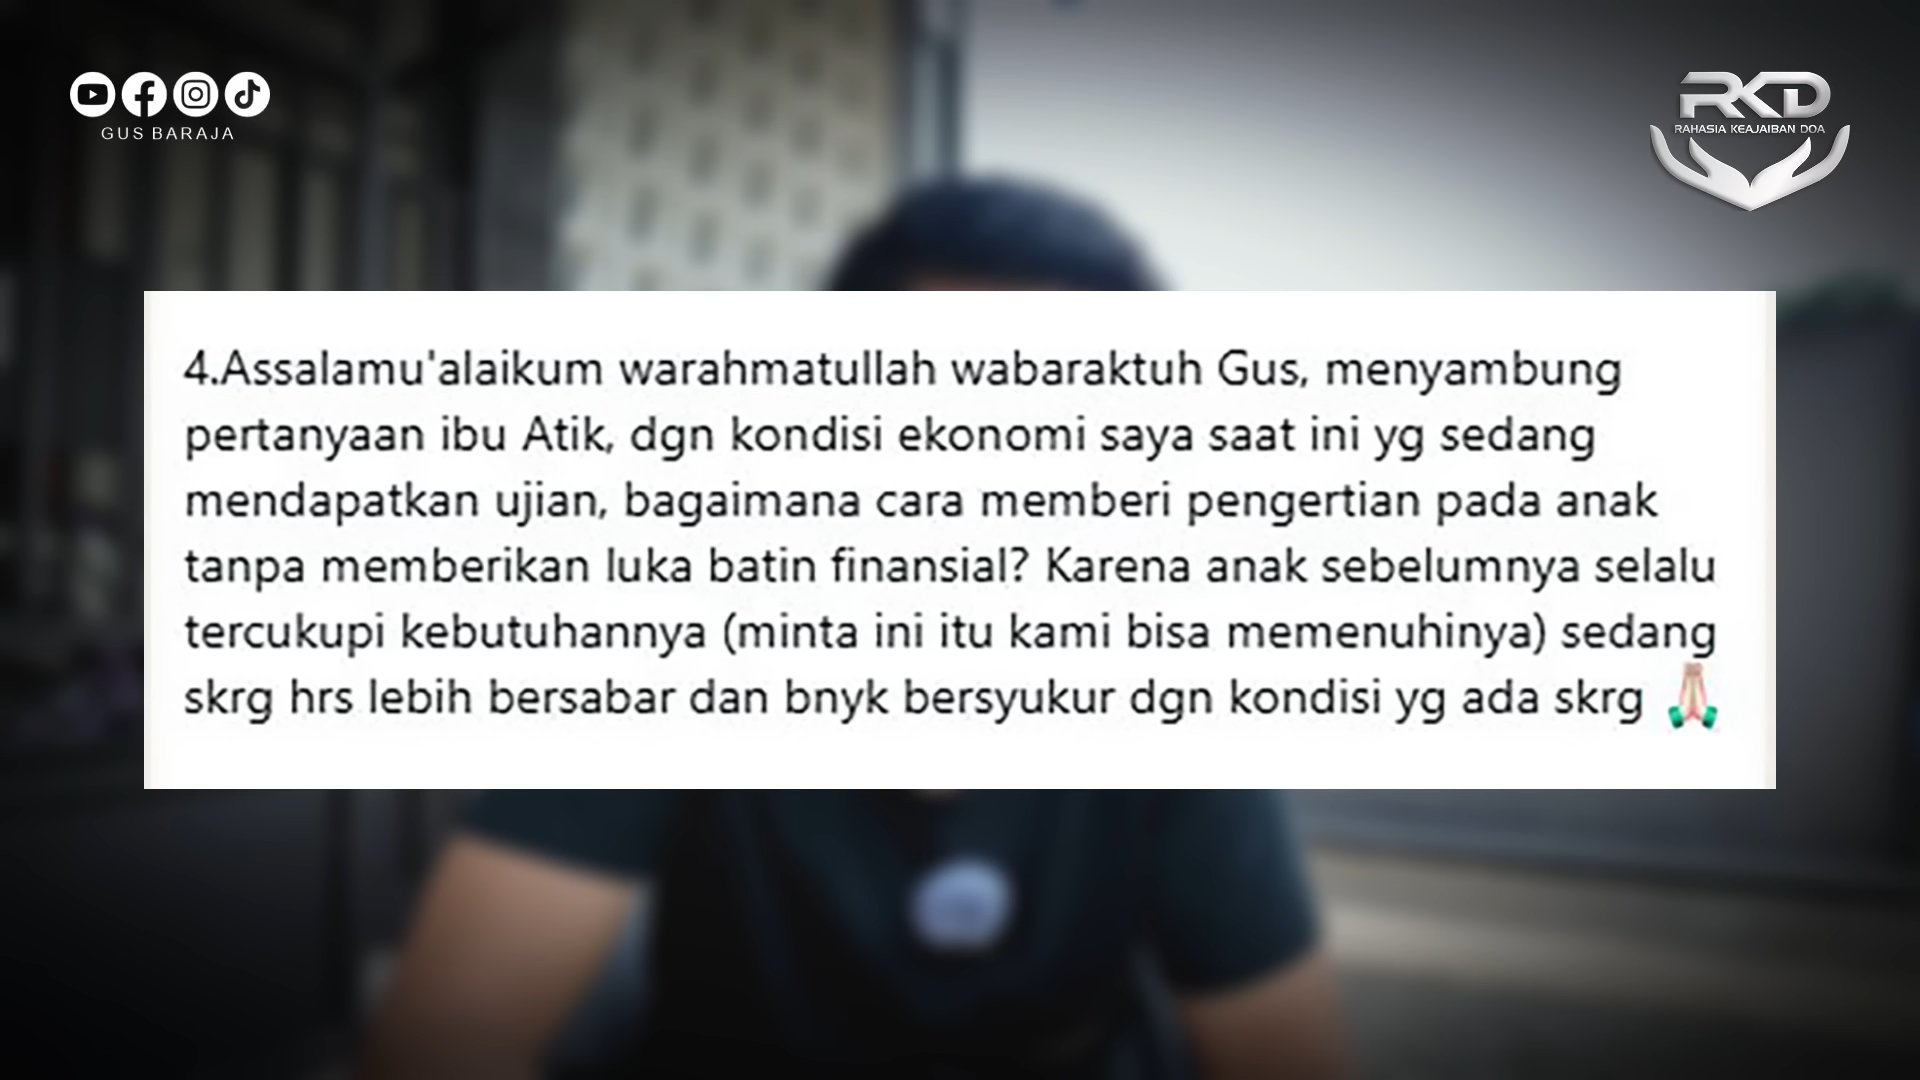 GUS BARAJA
RKD
RAHASIA KEAJAIBAN DOA
4.Assalamu'alaikum warahmatullah wabaraktuh Gus, menyambung
pertanyaan ibu Atik, dgn kondisi ekonomi saya saat ini yg sedang
mendapatkan ujian, bagaimana cara memberi pengertian pada anak
tanpa memberikan luka batin finansial? Karena anak sebelumnya selalu
tercukupi kebutuhannya (minta ini itu kami bisa memenuhinya) sedang
skrg hrs lebih bersabar dan bnyk bersyukur dgn kondisi yg ada skrg 🙏🏻